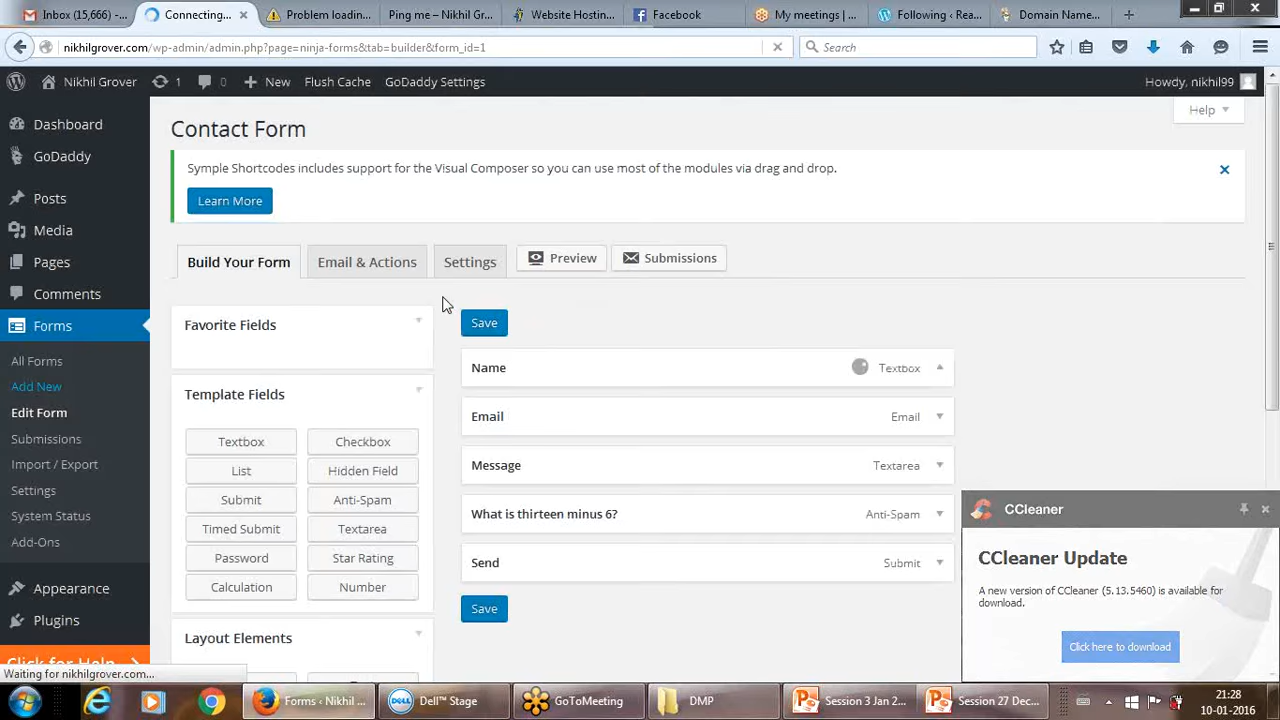 Inbox (15,666) -...
Connecting...
Problem loadin...
Ping me – Nikhil G...
Website Hostin...
Facebook
My meetings | ...
Following ‹ Rea...
Domain Name...
nikhilgrover.com/wp-admin/admin.php?page=ninja-forms&tab=builder&form_id=1
Search
Nikhil Grover
1
0
New
Flush Cache
GoDaddy Settings
Howdy, nikhil99
Help
Dashboard
GoDaddy
Posts
Media
Pages
Comments
Forms
All Forms
Add New
Edit Form
Submissions
Import / Export
Settings
System Status
Add-Ons
Appearance
Plugins
Click for Help
Contact Form
Symple Shortcodes includes support for the Visual Composer so you can use most of the modules via drag and drop.
Learn More
Build Your Form
Email & Actions
Settings
Preview
Submissions
Favorite Fields
Template Fields
Textbox
Checkbox
List
Hidden Field
Submit
Anti-Spam
Timed Submit
Textarea
Password
Star Rating
Calculation
Number
Layout Elements
Save
Name
Textbox
Email
Email
Message
Textarea
What is thirteen minus 6?
Anti-Spam
Send
Submit
Save
CCleaner
CCleaner Update
A new version of CCleaner (5.13.5460) is available for
download.
Click here to download
Waiting for nikhilgrover.com...
Forms ‹ Nikhil ...
DELL
Dell™ Stage
GoToMeeting
DMP
Session 3 Jan 2...
Session 27 Dec...
21:28
10-01-2016